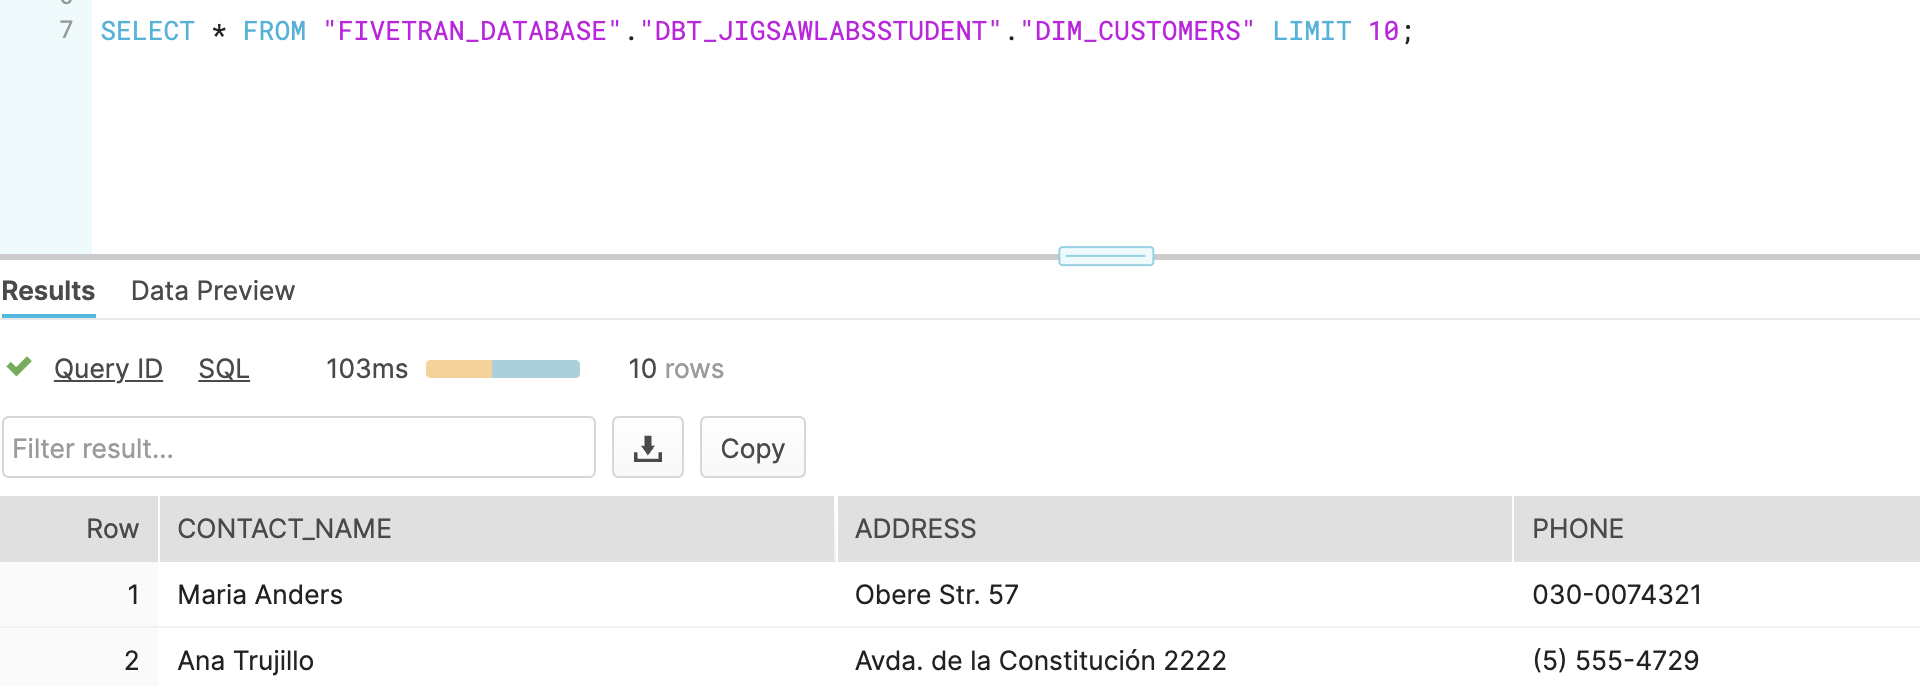 7 SELECT * FROM "FIVETRAN_DATABASE"."DBT_JIGSAWLABSSTUDENT"."DIM_CUSTOMERS" LIMIT 10;
Results Data Preview
Query ID SQL 103ms 10 rows
Filter result... Copy
Row CONTACT_NAME ADDRESS PHONE
1 Maria Anders Obere Str. 57 030-0074321
2 Ana Trujillo Avda. de la Constitución 2222 (5) 555-4729